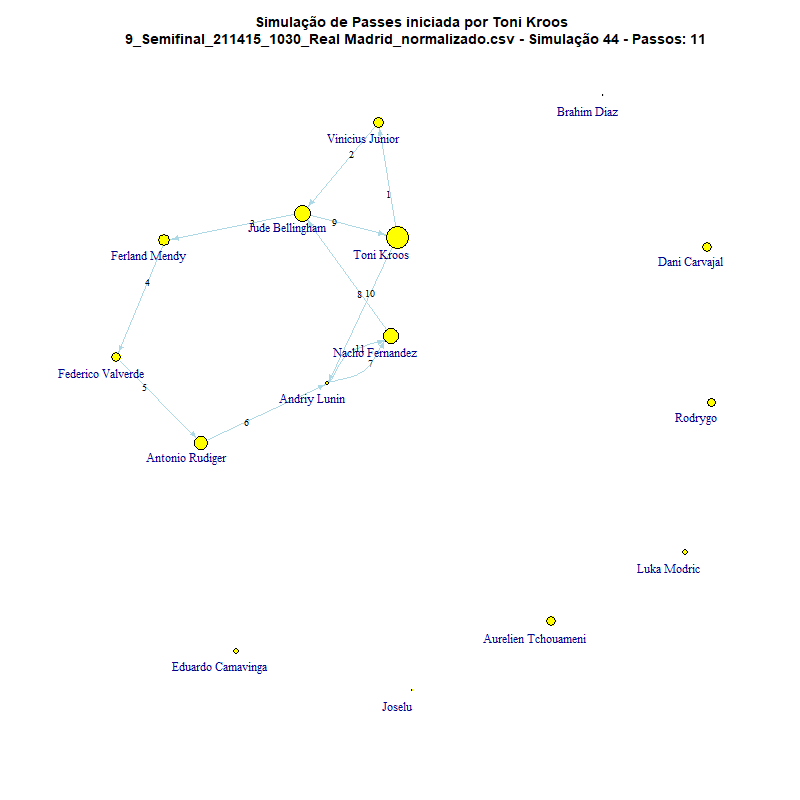 Simulação de Passes iniciada por Toni Kroos
9_Semifinal_211415_1030_Real Madrid_normalizado.csv - Simulação 44 - Passos: 11
Brahim Diaz
Vinicius Junior
2
1
3
Jude Bellingham
9
Ferland Mendy
Toni Kroos
Dani Carvajal
4
8
10
11
Nacho Fernandez
7
Federico Valverde
5
Andriy Lunin
Rodrygo
6
Antonio Rudiger
Luka Modric
Aurelien Tchouameni
Eduardo Camavinga
Joselu